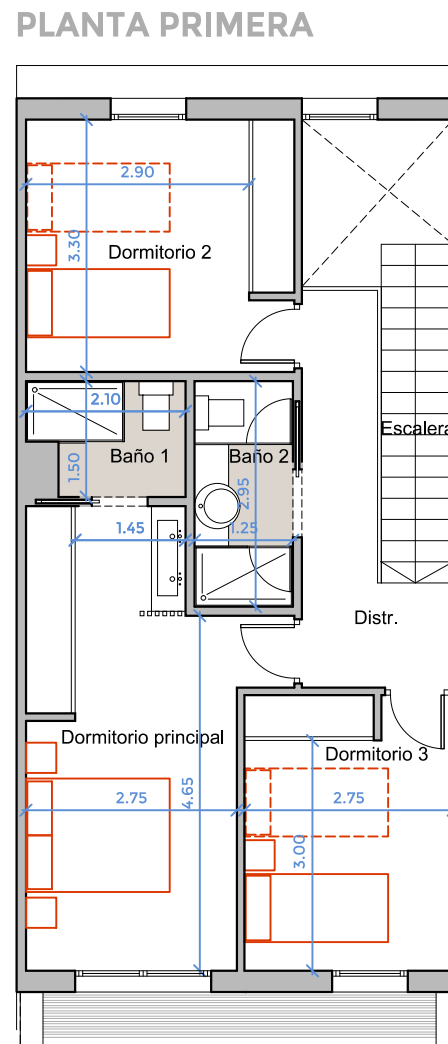 PLANTA PRIMERA
2.90
3.30
Dormitorio 2
2.10
Escalera
Baño 1
Baño 2
1.50
2.95
1.45
1.25
Distr.
Dormitorio principal
Dormitorio 3
2.75
4.65
2.75
3.00